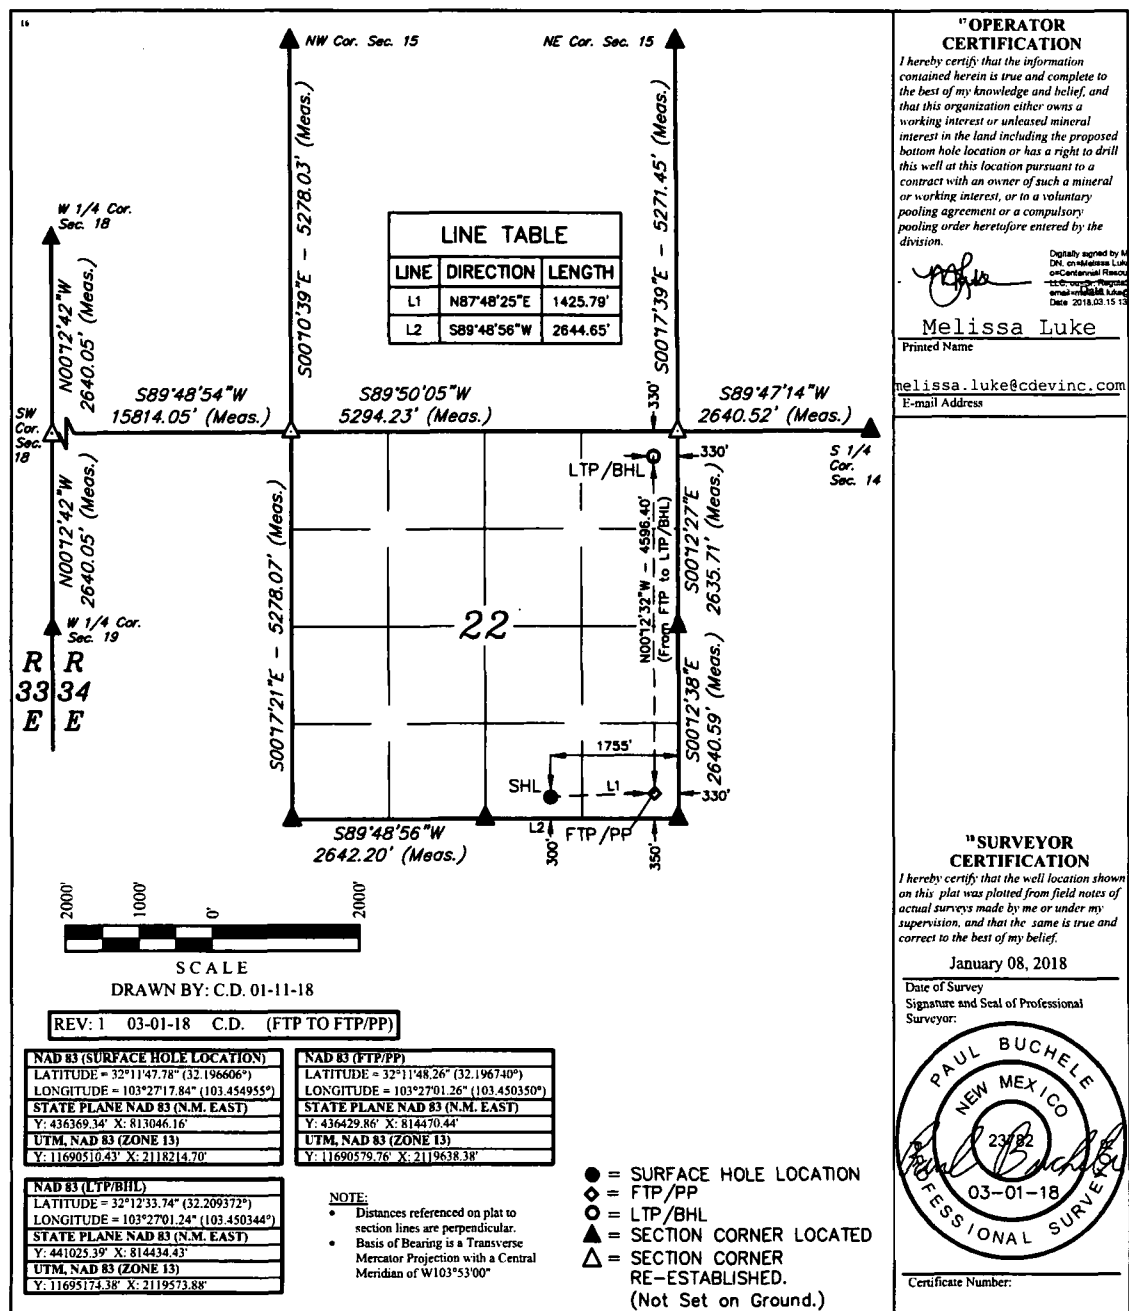 16
NW Cor. Sec. 15
NE Cor. Sec. 15
S00°10'39"E - 5278.03' (Meas.)
S00°17'39"E - 5271.45' (Meas.)
W 1/4 Cor.
Sec. 18
N00°12'42"W
2640.05' (Meas.)
LINE TABLE
LINE DIRECTION LENGTH
L1 N87°48'25"E 1425.79'
L2 S89°48'56"W 2644.65'
S89°48'54"W
15814.05' (Meas.)
S89°50'05"W
5294.23' (Meas.)
330'
S89°47'14"W
2640.52' (Meas.)
SW
Cor.
Sec.
18
S 1/4
Cor.
Sec. 14
LTP/BHL
330'
N00°12'42"W
2640.05' (Meas.)
S00°17'21"E - 5278.07' (Meas.)
N00°12'32"W - 4596.40'
(From FTP to LTP/BHL)
S00°12'27"E
2635.71' (Meas.)
22
W 1/4 Cor.
Sec. 19
R R
33 34
E E
S00°12'38"E
2640.59' (Meas.)
1755'
SHL
L1
330'
L2
FTP/PP
300'
350'
S89°48'56"W
2642.20' (Meas.)
2000' 1000' 0' 2000'
SCALE
DRAWN BY: C.D. 01-11-18
REV: 1 03-01-18 C.D. (FTP TO FTP/PP)
NAD 83 (SURFACE HOLE LOCATION)
LATITUDE = 32°11'47.78" (32.196606°)
LONGITUDE = 103°27'17.84" (103.454955°)
STATE PLANE NAD 83 (N.M. EAST)
Y: 436369.34' X: 813046.16'
UTM, NAD 83 (ZONE 13)
Y: 11690510.43' X: 2118214.70'
NAD 83 (FTP/PP)
LATITUDE = 32°11'48.26" (32.196740°)
LONGITUDE = 103°27'01.26" (103.450350°)
STATE PLANE NAD 83 (N.M. EAST)
Y: 436429.86' X: 814470.44'
UTM, NAD 83 (ZONE 13)
Y: 11690579.76' X: 2119638.38'
NAD 83 (LTP/BHL)
LATITUDE = 32°12'33.74" (32.209372°)
LONGITUDE = 103°27'01.24" (103.450344°)
STATE PLANE NAD 83 (N.M. EAST)
Y: 441025.39' X: 814434.43'
UTM, NAD 83 (ZONE 13)
Y: 11695174.38' X: 2119573.88'
NOTE:
• Distances referenced on plat to
section lines are perpendicular.
• Basis of Bearing is a Transverse
Mercator Projection with a Central
Meridian of W103°53'00"
● = SURFACE HOLE LOCATION
◇ = FTP/PP
○ = LTP/BHL
▲ = SECTION CORNER LOCATED
△ = SECTION CORNER
RE-ESTABLISHED.
(Not Set on Ground.)
17 OPERATOR
CERTIFICATION
I hereby certify that the information
contained herein is true and complete to
the best of my knowledge and belief, and
that this organization either owns a
working interest or unleased mineral
interest in the land including the proposed
bottom hole location or has a right to drill
this well at this location pursuant to a
contract with an owner of such a mineral
or working interest, or to a voluntary
pooling agreement or a compulsory
pooling order heretofore entered by the
division.
Digitally signed by M
DN: cn=Melissa Luk
o=Centennial Resou
Date
Date: 2018.03.15 13
Melissa Luke
Printed Name
melissa.luke@cdevinc.com
E-mail Address
18 SURVEYOR
CERTIFICATION
I hereby certify that the well location shown
on this plat was plotted from field notes of
actual surveys made by me or under my
supervision, and that the same is true and
correct to the best of my belief.
January 08, 2018
Date of Survey
Signature and Seal of Professional
Surveyor:
PAUL BUCHELE
NEW MEXICO
23782
03-01-18
PROFESSIONAL SURVEYOR
Certificate Number: